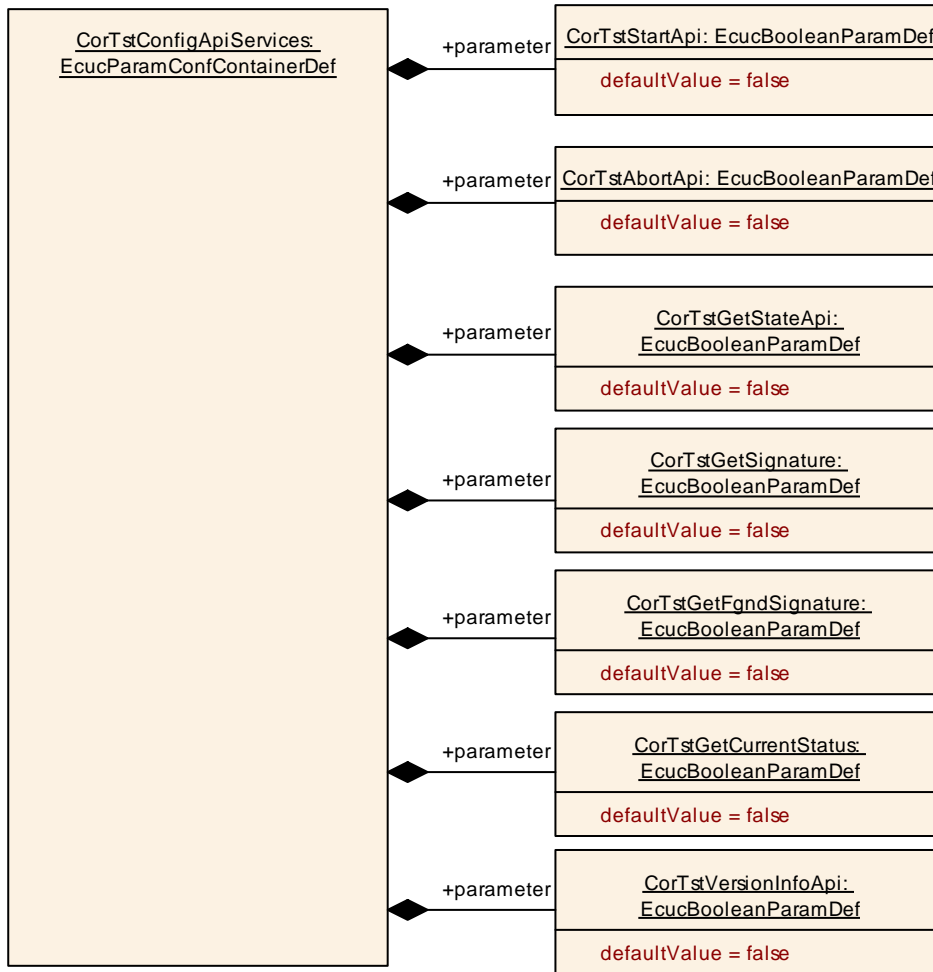 CorTstConfigApiServices:
EcucParamConfContainerDef
+parameter
CorTstStartApi: EcucBooleanParamDef
defaultValue = false
+parameter
CorTstAbortApi: EcucBooleanParamDef
defaultValue = false
+parameter
CorTstGetStateApi:
EcucBooleanParamDef
defaultValue = false
+parameter
CorTstGetSignature:
EcucBooleanParamDef
defaultValue = false
+parameter
CorTstGetFgndSignature:
EcucBooleanParamDef
defaultValue = false
+parameter
CorTstGetCurrentStatus:
EcucBooleanParamDef
defaultValue = false
+parameter
CorTstVersionInfoApi:
EcucBooleanParamDef
defaultValue = false